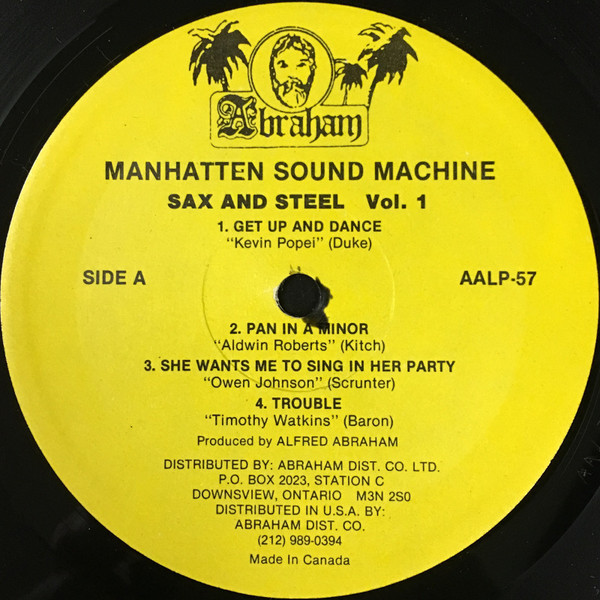 Abraham
MANHATTEN SOUND MACHINE
SAX AND STEEL Vol. 1
1. GET UP AND DANCE
"Kevin Popei" (Duke)
SIDE A
AALP-57
2. PAN IN A MINOR
"Aldwin Roberts" (Kitch)
3. SHE WANTS ME TO SING IN HER PARTY
"Owen Johnson" (Scrunter)
4. TROUBLE
"Timothy Watkins" (Baron)
Produced by ALFRED ABRAHAM
DISTRIBUTED BY: ABRAHAM DIST. CO. LTD.
P.O. BOX 2023, STATION C
DOWNSVIEW, ONTARIO M3N 2S0
DISTRIBUTED IN U.S.A. BY:
ABRAHAM DIST. CO.
(212) 989-0394
Made In Canada